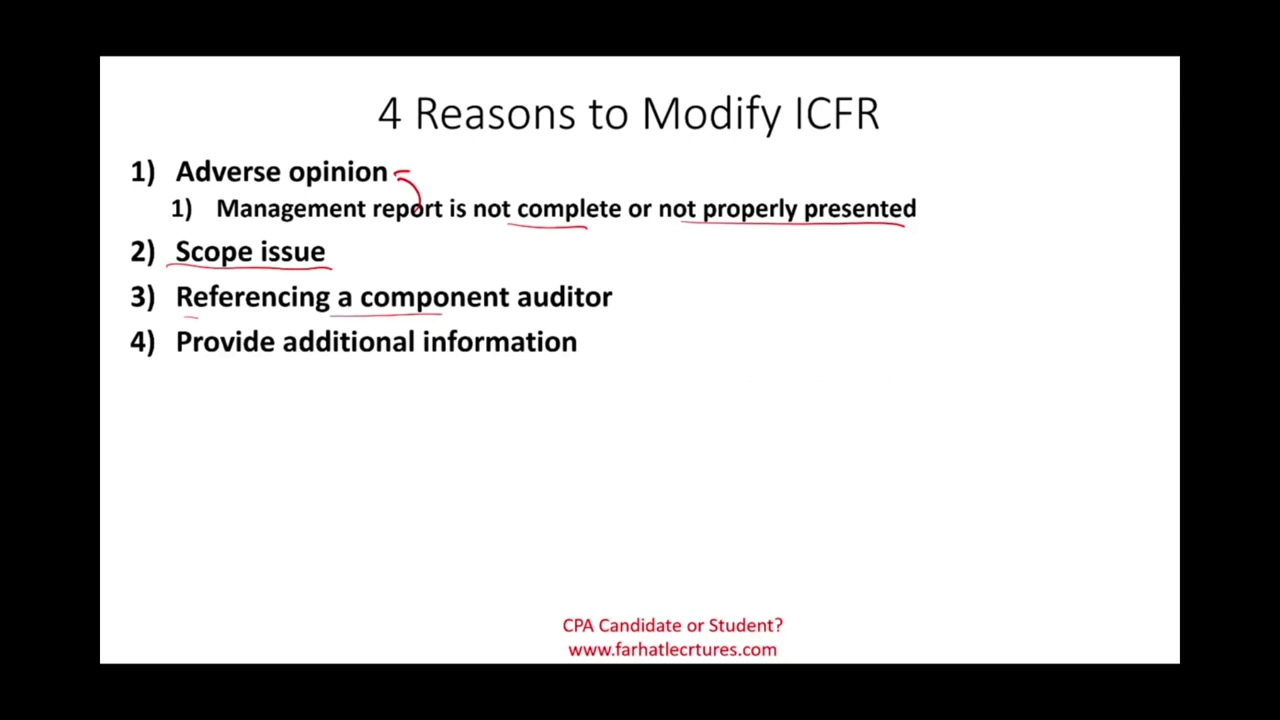 4 Reasons to Modify ICFR
1) Adverse opinion
1) Management report is not complete or not properly presented
2) Scope issue
3) Referencing a component auditor
4) Provide additional information
CPA Candidate or Student?
www.farhatlecrtures.com